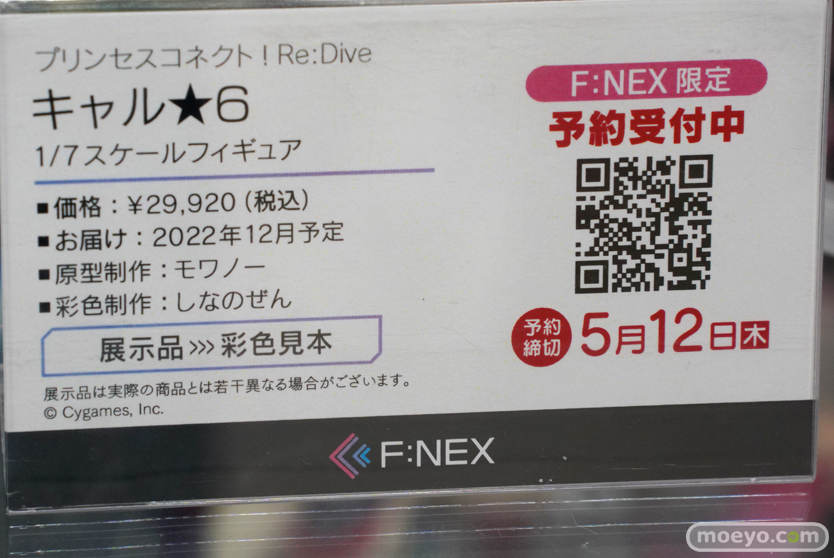 プリンセスコネクト！Re:Dive
キャル★6
1/7スケールフィギュア
■価格：￥29,920（税込）
■お届け：2022年12月予定
■原型制作：モワノー
■彩色制作：しなのぜん
展示品>>>彩色見本
展示品は実際の商品とは若干異なる場合がございます。
© Cygames, Inc.
F:NEX 限定
予約受付中
予約締切 5月12日木
F:NEX
moeyo.com